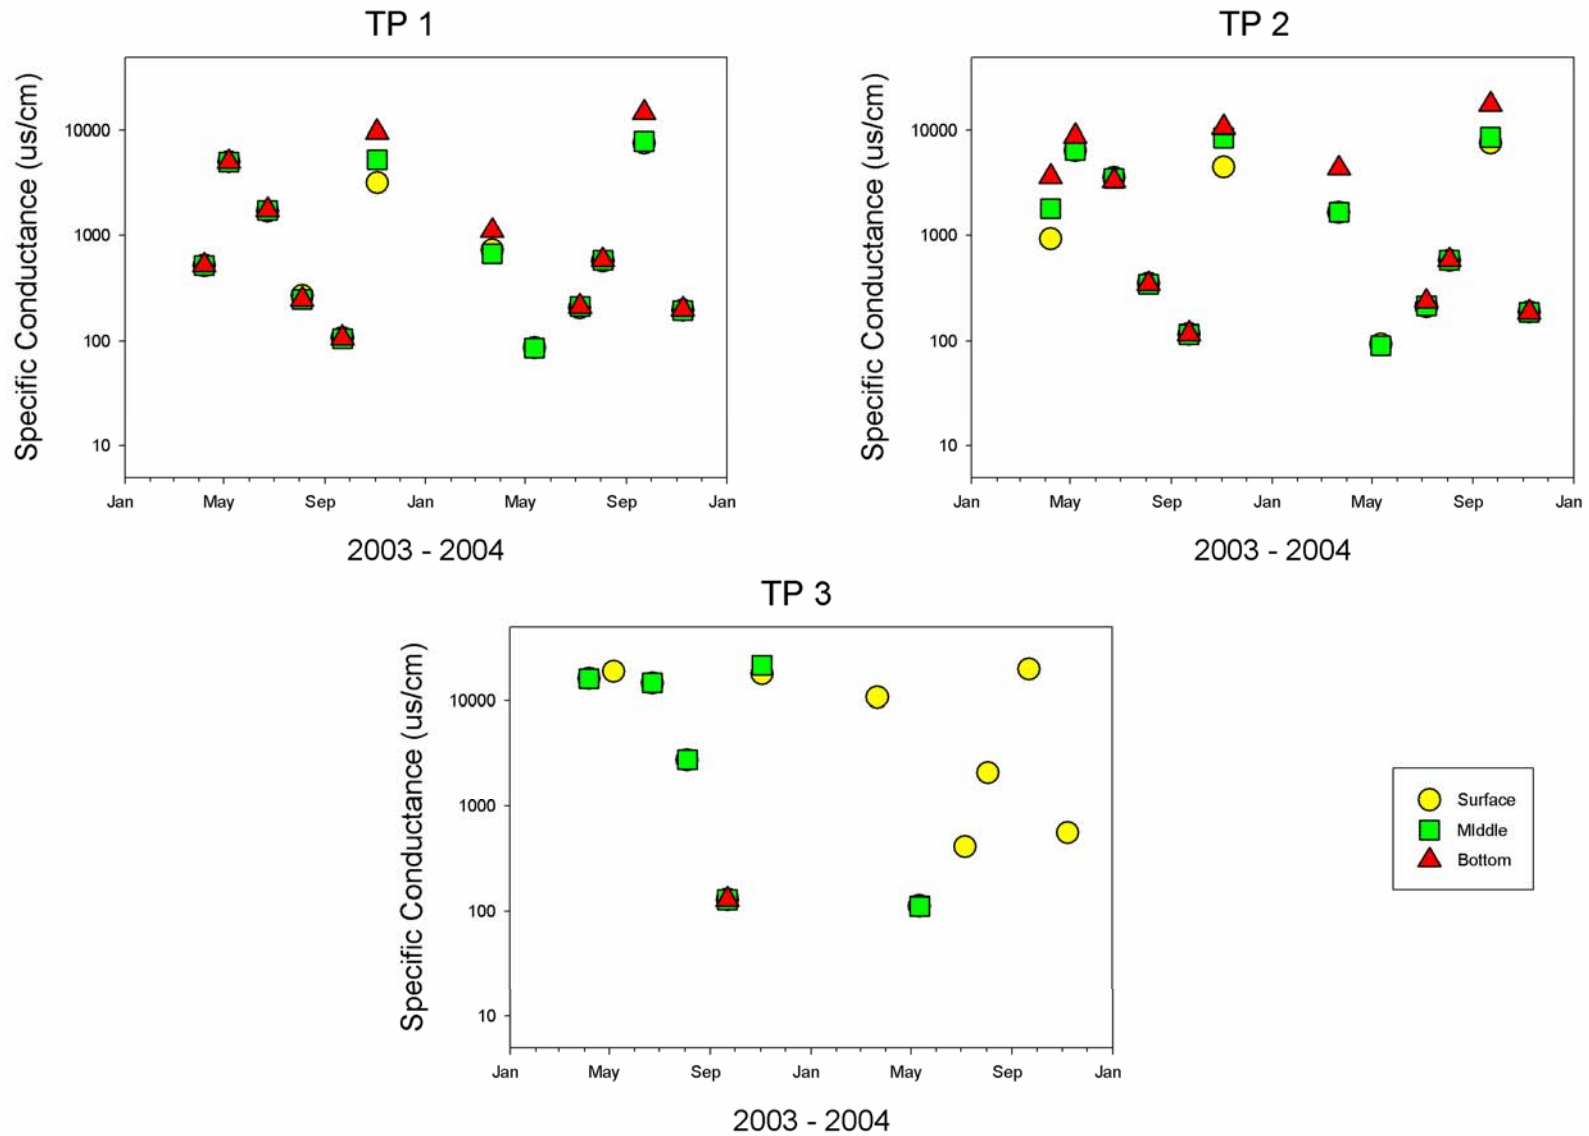 TP 1
TP 2
Specific Conductance (us/cm)
10000
1000
100
10
Jan May Sep Jan May Sep Jan
2003 - 2004
Specific Conductance (us/cm)
10000
1000
100
10
Jan May Sep Jan May Sep Jan
2003 - 2004
TP 3
Specific Conductance (us/cm)
10000
1000
100
10
Jan May Sep Jan May Sep Jan
2003 - 2004
Surface
MIddle
Bottom